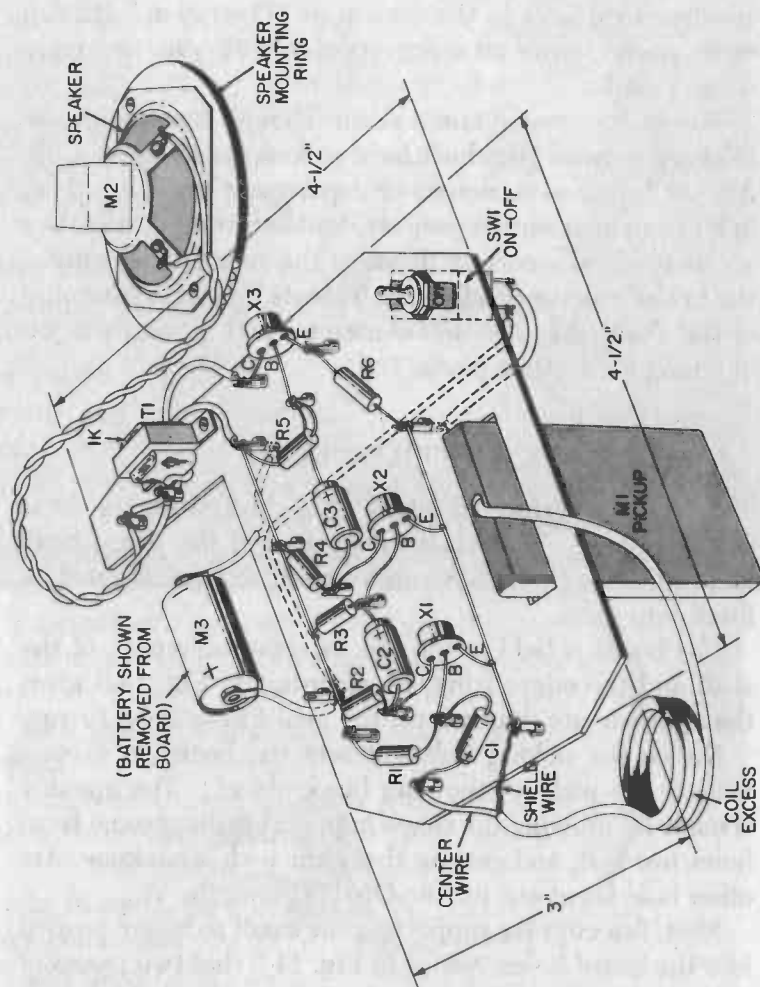 SPEAKER
M2
SPEAKER
MOUNTING
RING
(BATTERY SHOWN
REMOVED FROM
BOARD)
M3
+
1K
T1
4-1/2"
R1
R2
R3
R4
R5
C2 +
C3 +
C
B
E
X1
C
B
E
X2
C
B
E
X3
C1
+
R6
CENTER
WIRE
SHIELD
WIRE
SW1
ON-OFF
OFF
3"
M1
PICKUP
4-1/2"
COIL
EXCESS